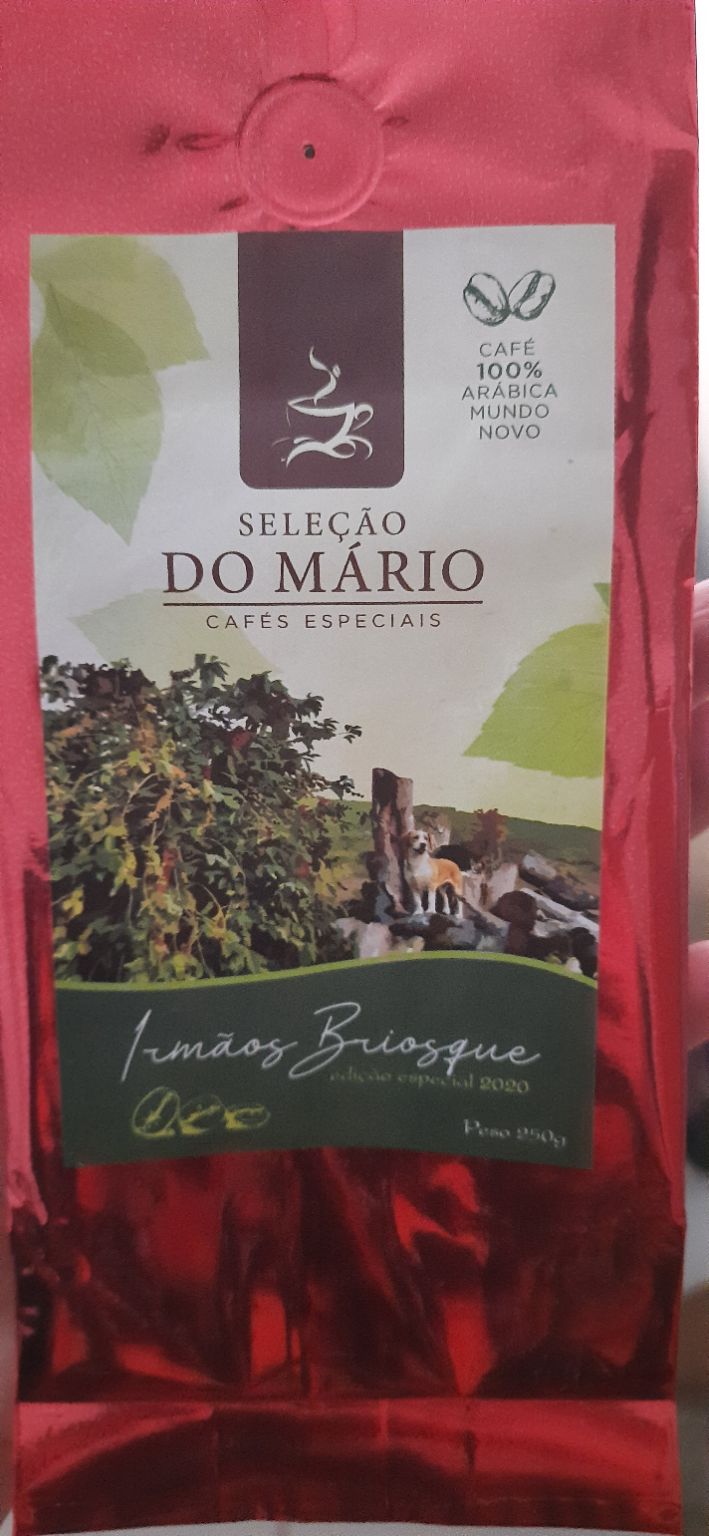 CAFÉ
100%
ARÁBICA
MUNDO
NOVO
SELEÇÃO
DO MÁRIO
CAFÉS ESPECIAIS
Irmãos Briosque
edição especial 2020
Peso 250g